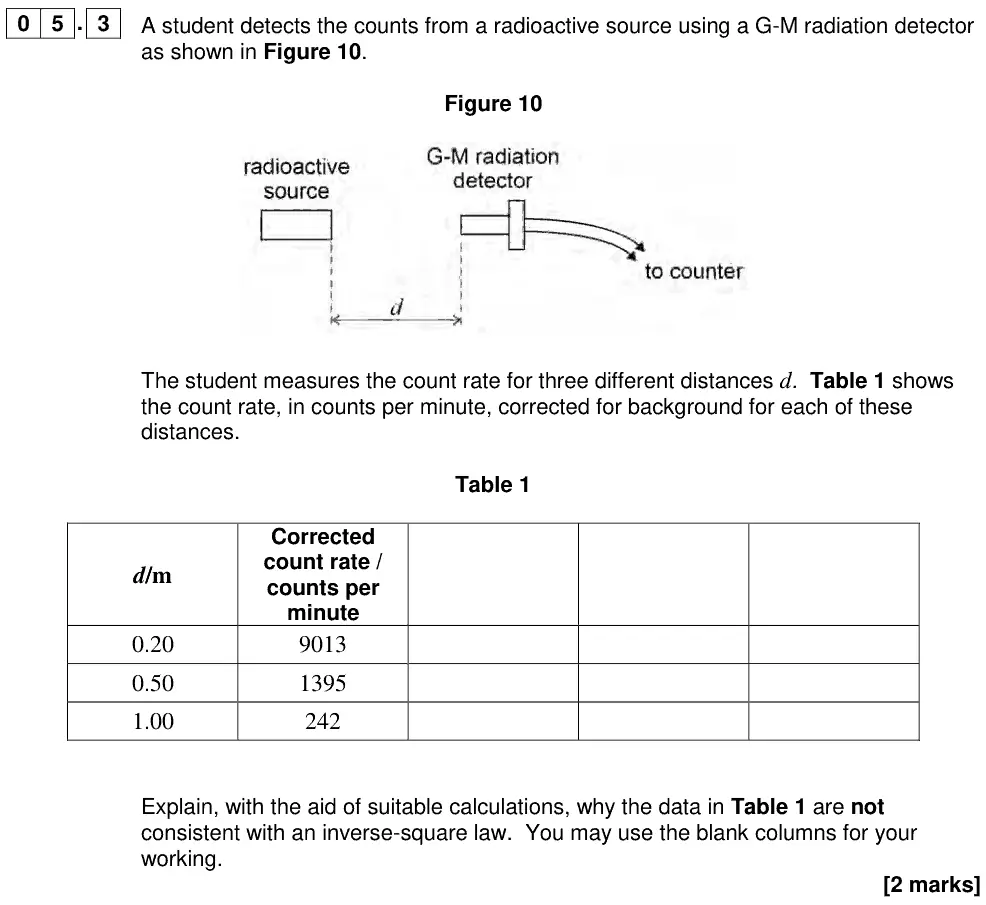 0 5 . 3 A student detects the counts from a radioactive source using a G-M radiation detector
as shown in Figure 10.
Figure 10
radioactive
source
G-M radiation
detector
to counter
d
The student measures the count rate for three different distances d. Table 1 shows
the count rate, in counts per minute, corrected for background for each of these
distances.
Table 1
d/m
Corrected
count rate /
counts per
minute
0.20 9013
0.50 1395
1.00 242
Explain, with the aid of suitable calculations, why the data in Table 1 are not
consistent with an inverse-square law. You may use the blank columns for your
working.
[2 marks]